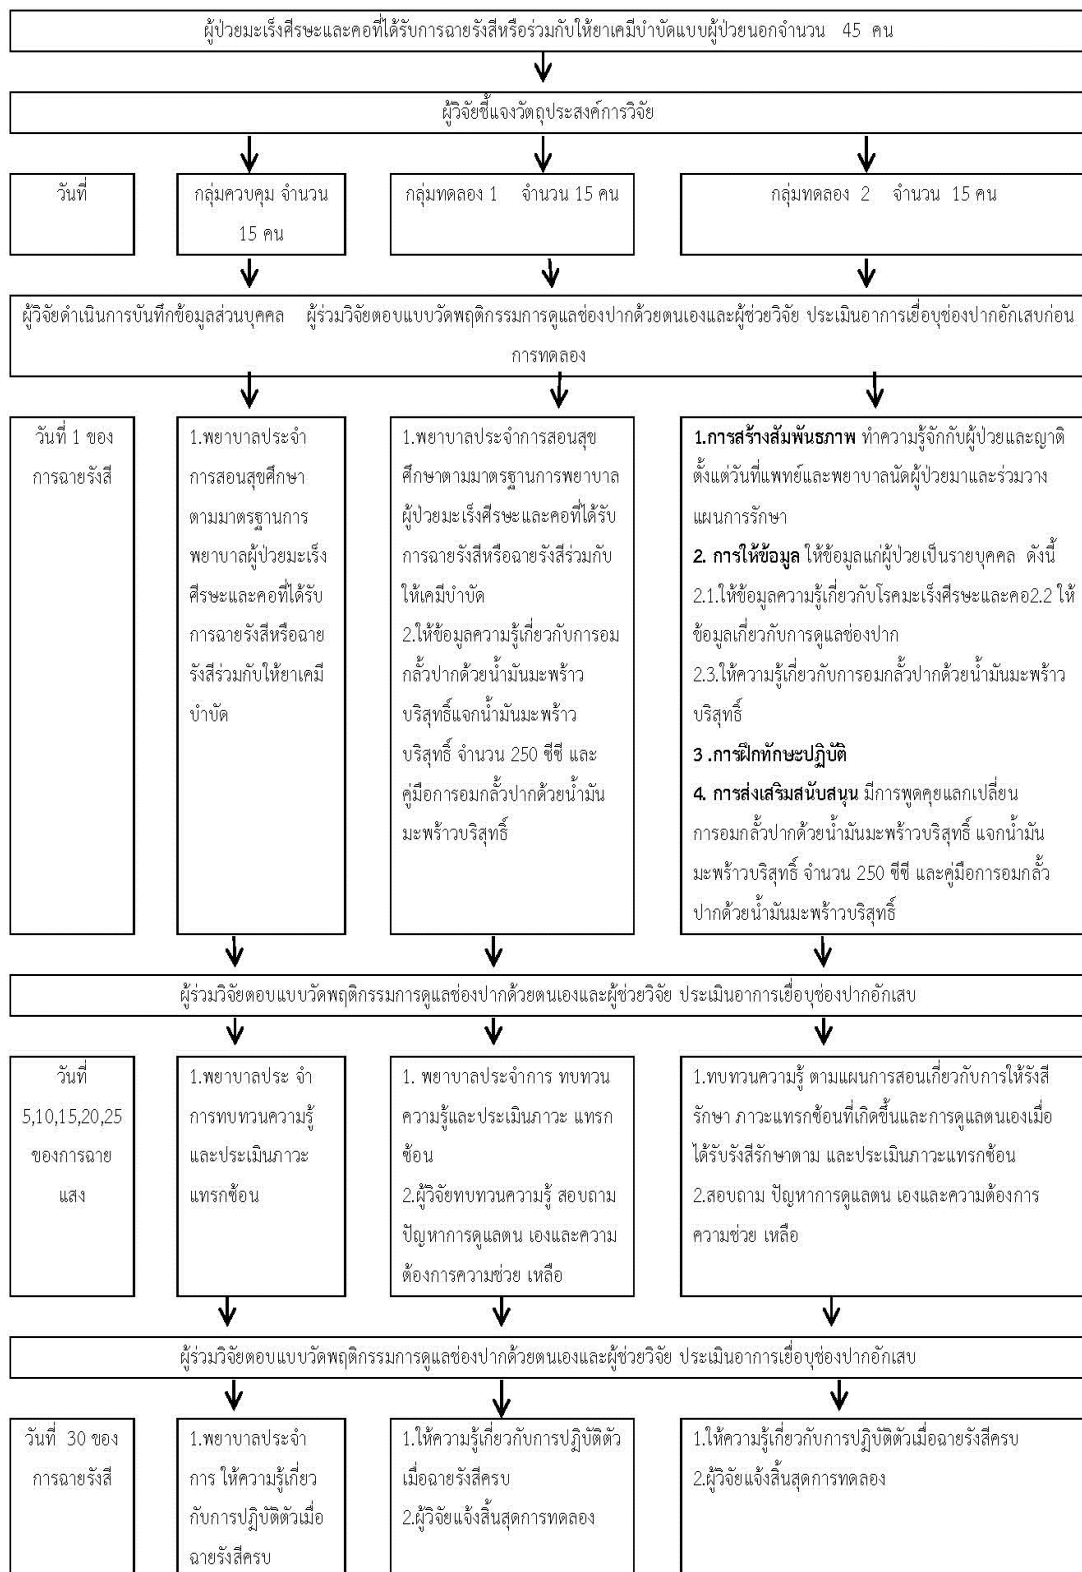 ผู้ป่วยมะเร็งศีรษะและคอที่ได้รับการฉายรังสีหรือร่วมกับให้ยาเคมีบำบัดแบบผู้ป่วยนอกจำนวน 45 คน
ผู้วิจัยชี้แจงวัตถุประสงค์การวิจัย
วันที่
กลุ่มควบคุม จำนวน
15 คน
กลุ่มทดลอง 1 จำนวน 15 คน
กลุ่มทดลอง 2 จำนวน 15 คน
ผู้วิจัยดำเนินการบันทึกข้อมูลส่วนบุคคล ผู้ร่วมวิจัยตอบแบบวัดพฤติกรรมการดูแลช่องปากด้วยตนเองและผู้ช่วยวิจัย ประเมินอาการเยื่อบุช่องปากอักเสบก่อน
การทดลอง
วันที่ 1 ของ
การฉายรังสี
1.พยาบาลประจำ
การสอนสุขศึกษา
ตามมาตรฐานการ
พยาบาลผู้ป่วยมะเร็ง
ศีรษะและคอที่ได้รับ
การฉายรังสีหรือฉาย
รังสีร่วมกับให้ยาเคมี
บำบัด
1.พยาบาลประจำการสอนสุข
ศึกษาตามมาตรฐานการพยาบาล
ผู้ป่วยมะเร็งศีรษะและคอที่ได้รับ
การฉายรังสีหรือฉายรังสีร่วมกับ
ให้เคมีบำบัด
2.ให้ข้อมูลความรู้เกี่ยวกับการอม
กลั้วปากด้วยน้ำมันมะพร้าว
บริสุทธิ์แจกน้ำมันมะพร้าว
บริสุทธิ์ จำนวน 250 ซีซี และ
คู่มือการอมกลั้วปากด้วยน้ำมัน
มะพร้าวบริสุทธิ์
1.การสร้างสัมพันธภาพ ทำความรู้จักกับผู้ป่วยและญาติ
ตั้งแต่วันที่แพทย์และพยาบาลนัดผู้ป่วยมาและร่วมวาง
แผนการรักษา
2. การให้ข้อมูล ให้ข้อมูลแก่ผู้ป่วยเป็นรายบุคคล ดังนี้
2.1.ให้ข้อมูลความรู้เกี่ยวกับโรคมะเร็งศีรษะและคอ2.2 ให้
ข้อมูลเกี่ยวกับการดูแลช่องปาก
2.3.ให้ความรู้เกี่ยวกับการอมกลั้วปากด้วยน้ำมันมะพร้าว
บริสุทธิ์
3 .การฝึกทักษะปฏิบัติ
4. การส่งเสริมสนับสนุน มีการพูดคุยแลกเปลี่ยน
การอมกลั้วปากด้วยน้ำมันมะพร้าวบริสุทธิ์ แจกน้ำมัน
มะพร้าวบริสุทธิ์ จำนวน 250 ซีซี และคู่มือการอมกลั้ว
ปากด้วยน้ำมันมะพร้าวบริสุทธิ์
ผู้ร่วมวิจัยตอบแบบวัดพฤติกรรมการดูแลช่องปากด้วยตนเองและผู้ช่วยวิจัย ประเมินอาการเยื่อบุช่องปากอักเสบ
วันที่
5,10,15,20,25
ของการฉาย
แสง
1.พยาบาลประ จำ
การทบทวนความรู้
และประเมินภาวะ
แทรกซ้อน
1. พยาบาลประจำการ ทบทวน
ความรู้และประเมินภาวะ แทรก
ซ้อน
2.ผู้วิจัยทบทวนความรู้ สอบถาม
ปัญหาการดูแลตน เองและความ
ต้องการความช่วย เหลือ
1.ทบทวนความรู้ ตามแผนการสอนเกี่ยวกับการให้รังสี
รักษา ภาวะแทรกซ้อนที่เกิดขึ้นและการดูแลตนเองเมื่อ
ได้รับรังสีรักษาตาม และประเมินภาวะแทรกซ้อน
2.สอบถาม ปัญหาการดูแลตน เองและความต้องการ
ความช่วย เหลือ
ผู้ร่วมวิจัยตอบแบบวัดพฤติกรรมการดูแลช่องปากด้วยตนเองและผู้ช่วยวิจัย ประเมินอาการเยื่อบุช่องปากอักเสบ
วันที่ 30 ของ
การฉายรังสี
1.พยาบาลประจำ
การ ให้ความรู้เกี่ยว
กับการปฏิบัติตัวเมื่อ
ฉายรังสีครบ
1.ให้ความรู้เกี่ยวกับการปฏิบัติตัว
เมื่อฉายรังสีครบ
2.ผู้วิจัยแจ้งสิ้นสุดการทดลอง
1.ให้ความรู้เกี่ยวกับการปฏิบัติตัวเมื่อฉายรังสีครบ
2.ผู้วิจัยแจ้งสิ้นสุดการทดลอง